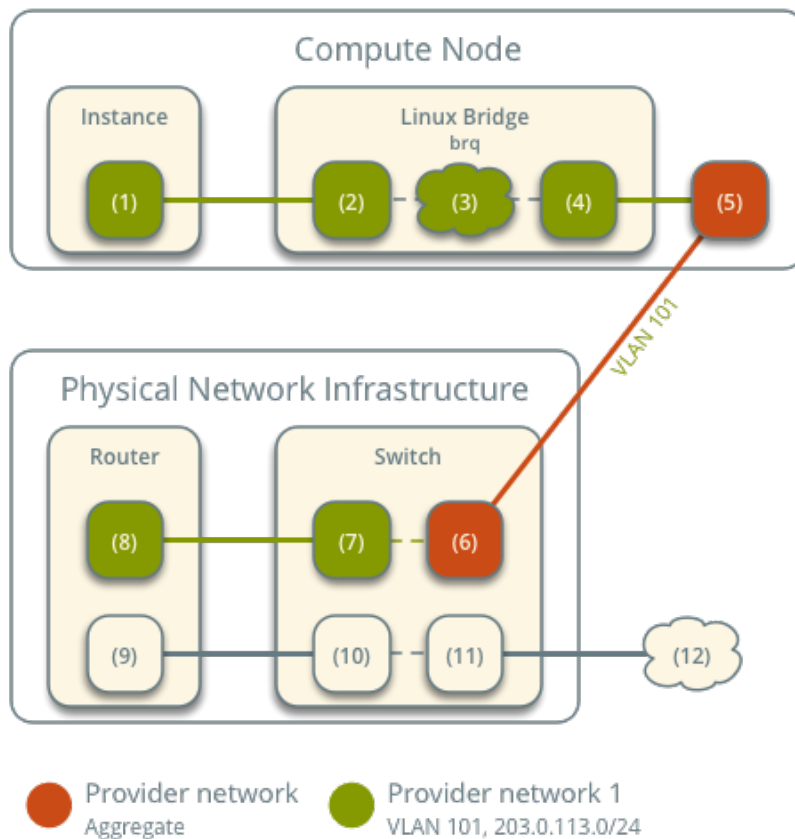 Compute Node
Instance
Linux Bridge
brq
(1)
(2)
(3)
(4)
(5)
VLAN 101
Physical Network Infrastructure
Router
Switch
(8)
(7)
(6)
(9)
(10)
(11)
(12)
Provider network
Aggregate
Provider network 1
VLAN 101, 203.0.113.0/24